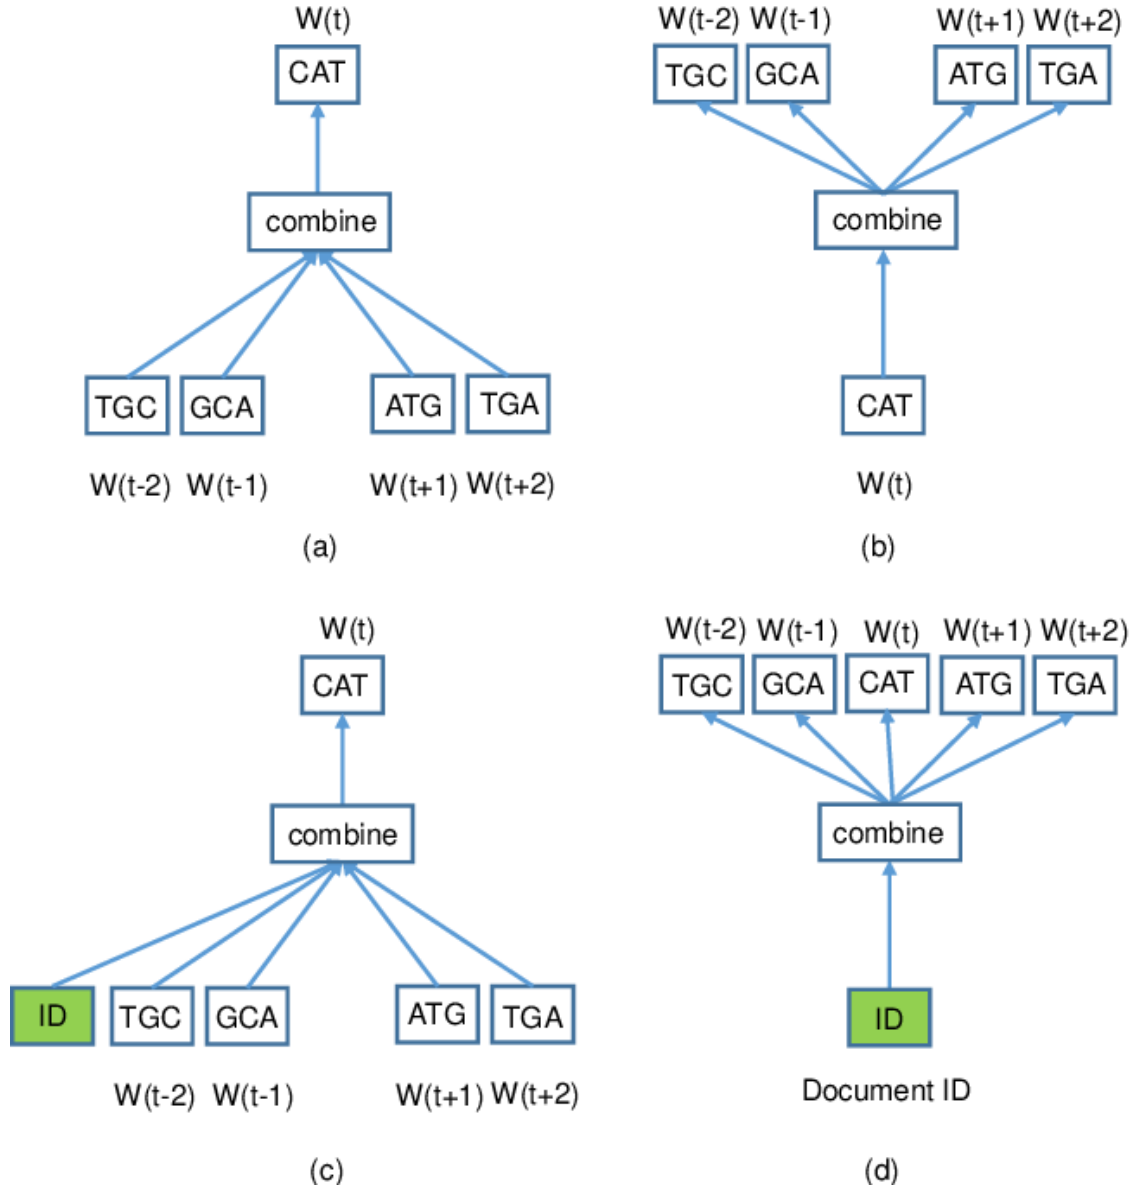 W(t)
CAT
combine
TGC GCA ATG TGA
W(t-2) W(t-1) W(t+1) W(t+2)
(a)
W(t-2) W(t-1) W(t+1) W(t+2)
TGC GCA ATG TGA
combine
CAT
W(t)
(b)
W(t)
CAT
combine
ID TGC GCA ATG TGA
W(t-2) W(t-1) W(t+1) W(t+2)
(c)
W(t-2) W(t-1) W(t) W(t+1) W(t+2)
TGC GCA CAT ATG TGA
combine
ID
Document ID
(d)